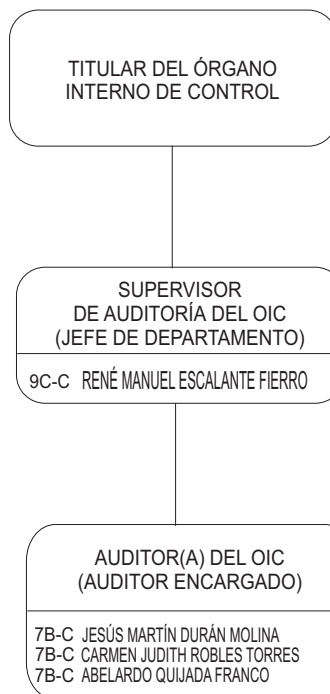 TITULAR DEL ÓRGANO
INTERNO DE CONTROL
SUPERVISOR
DE AUDITORÍA DEL OIC
(JEFE DE DEPARTAMENTO)
9C-C RENÉ MANUEL ESCALANTE FIERRO
AUDITOR(A) DEL OIC
(AUDITOR ENCARGADO)
7B-C JESÚS MARTÍN DURÁN MOLINA
7B-C CARMEN JUDITH ROBLES TORRES
7B-C ABELARDO QUIJADA FRANCO